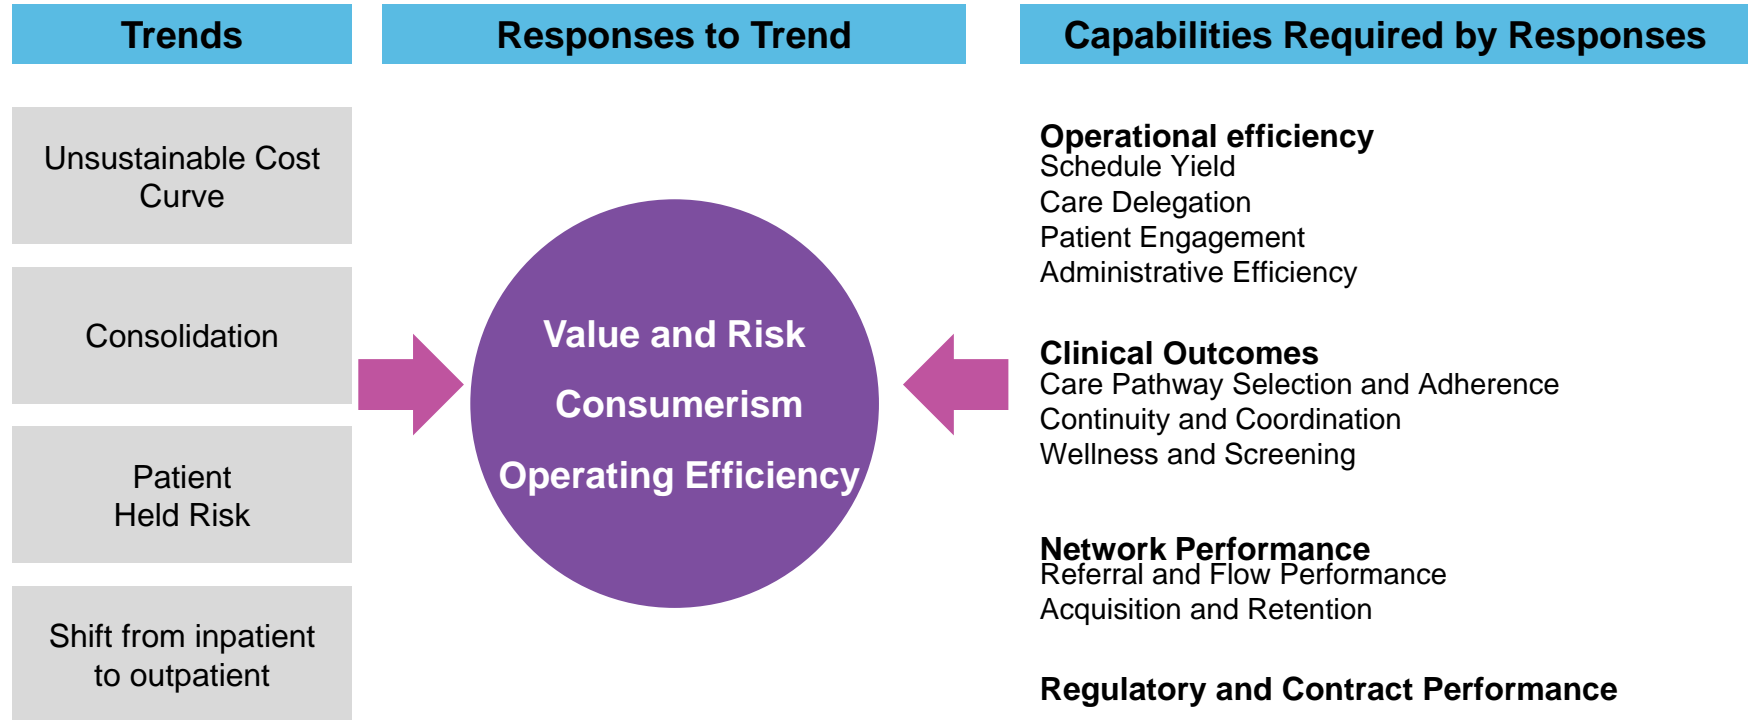 Trends
Responses to Trend
Capabilities Required by Responses
Unsustainable Cost
Curve
Consolidation
Patient
Held Risk
Shift from inpatient
to outpatient
Value and Risk
Consumerism
Operating Efficiency
Operational efficiency
Schedule Yield
Care Delegation
Patient Engagement
Administrative Efficiency
Clinical Outcomes
Care Pathway Selection and Adherence
Continuity and Coordination
Wellness and Screening
Network Performance
Referral and Flow Performance
Acquisition and Retention
Regulatory and Contract Performance